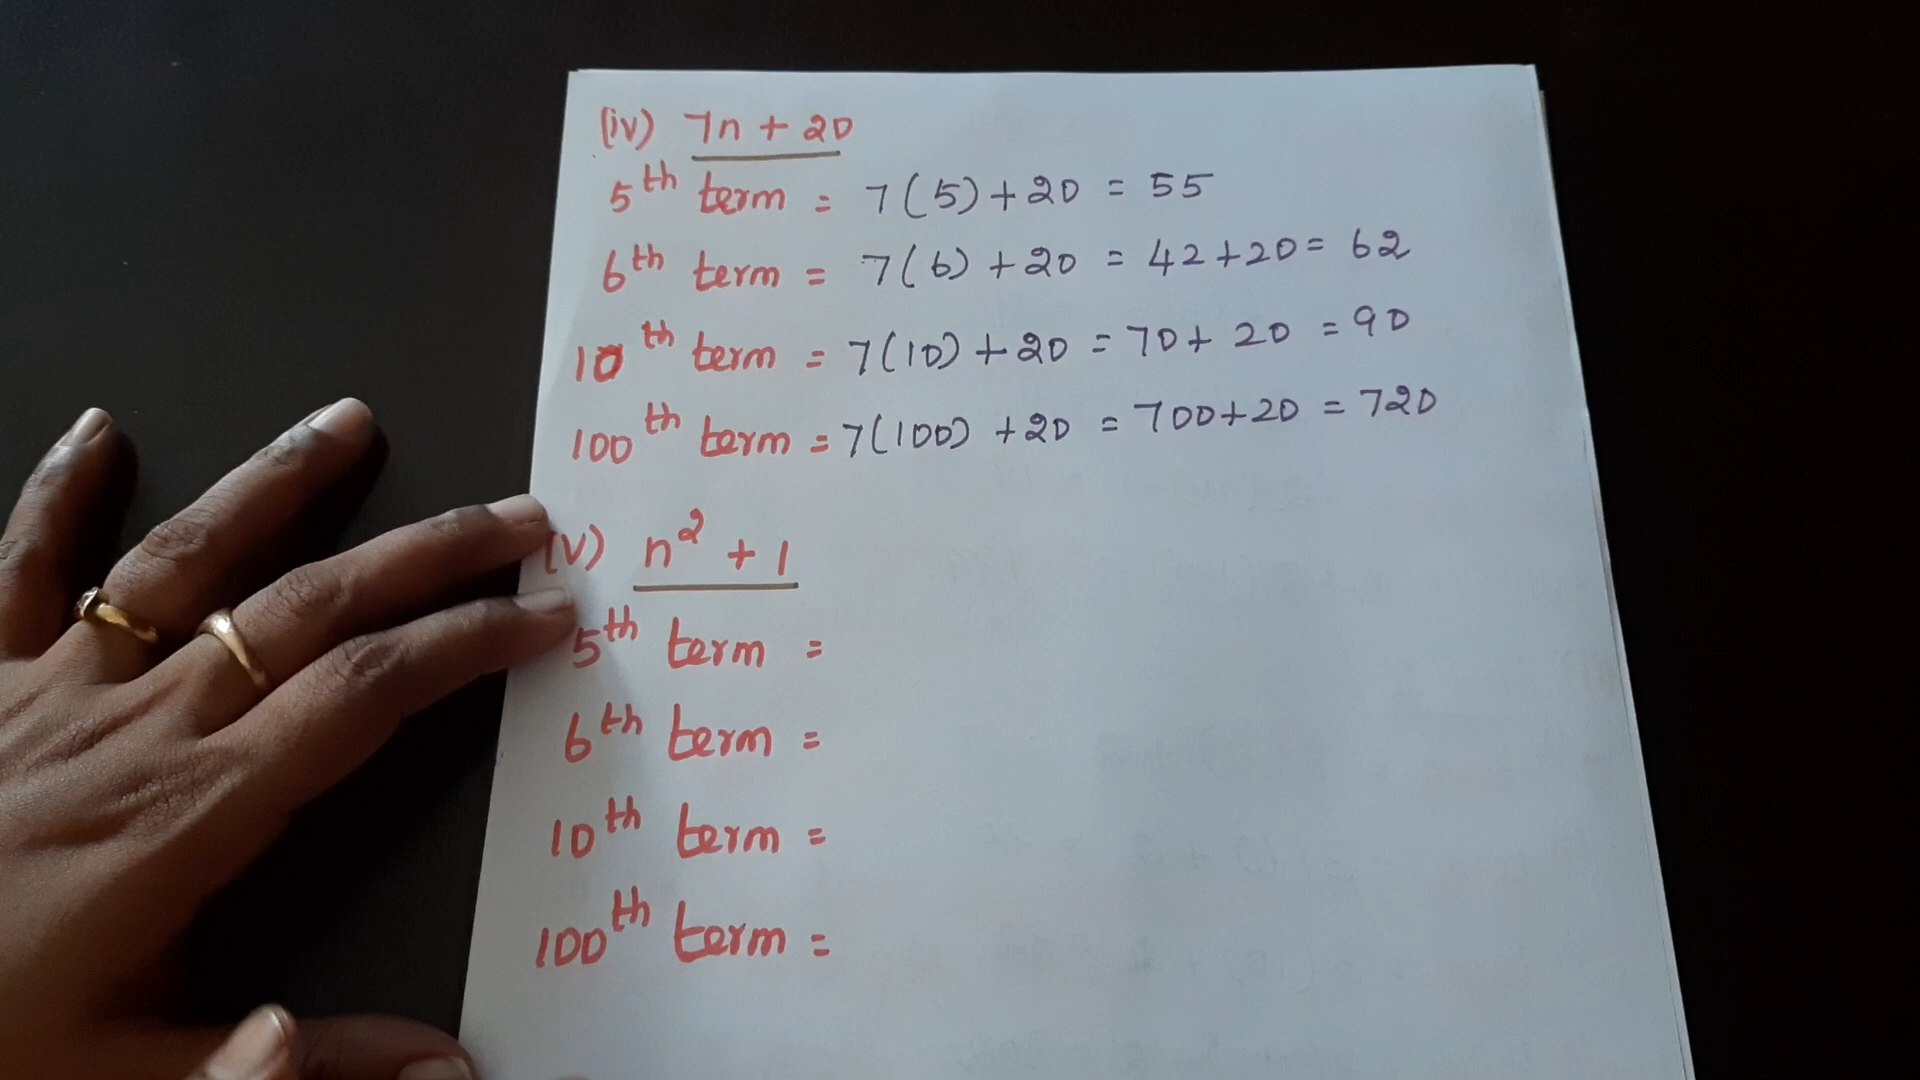 (iv) 7n + 20
5th term = 7(5)+20 = 55
6th term = 7(6) +20 = 42+20= 62
10th term = 7(10) +20 = 70+ 20 = 90
100th term = 7(100) +20 = 700+20 = 720
(v) n² + 1
5th term =
6th term =
10th term =
100th term =